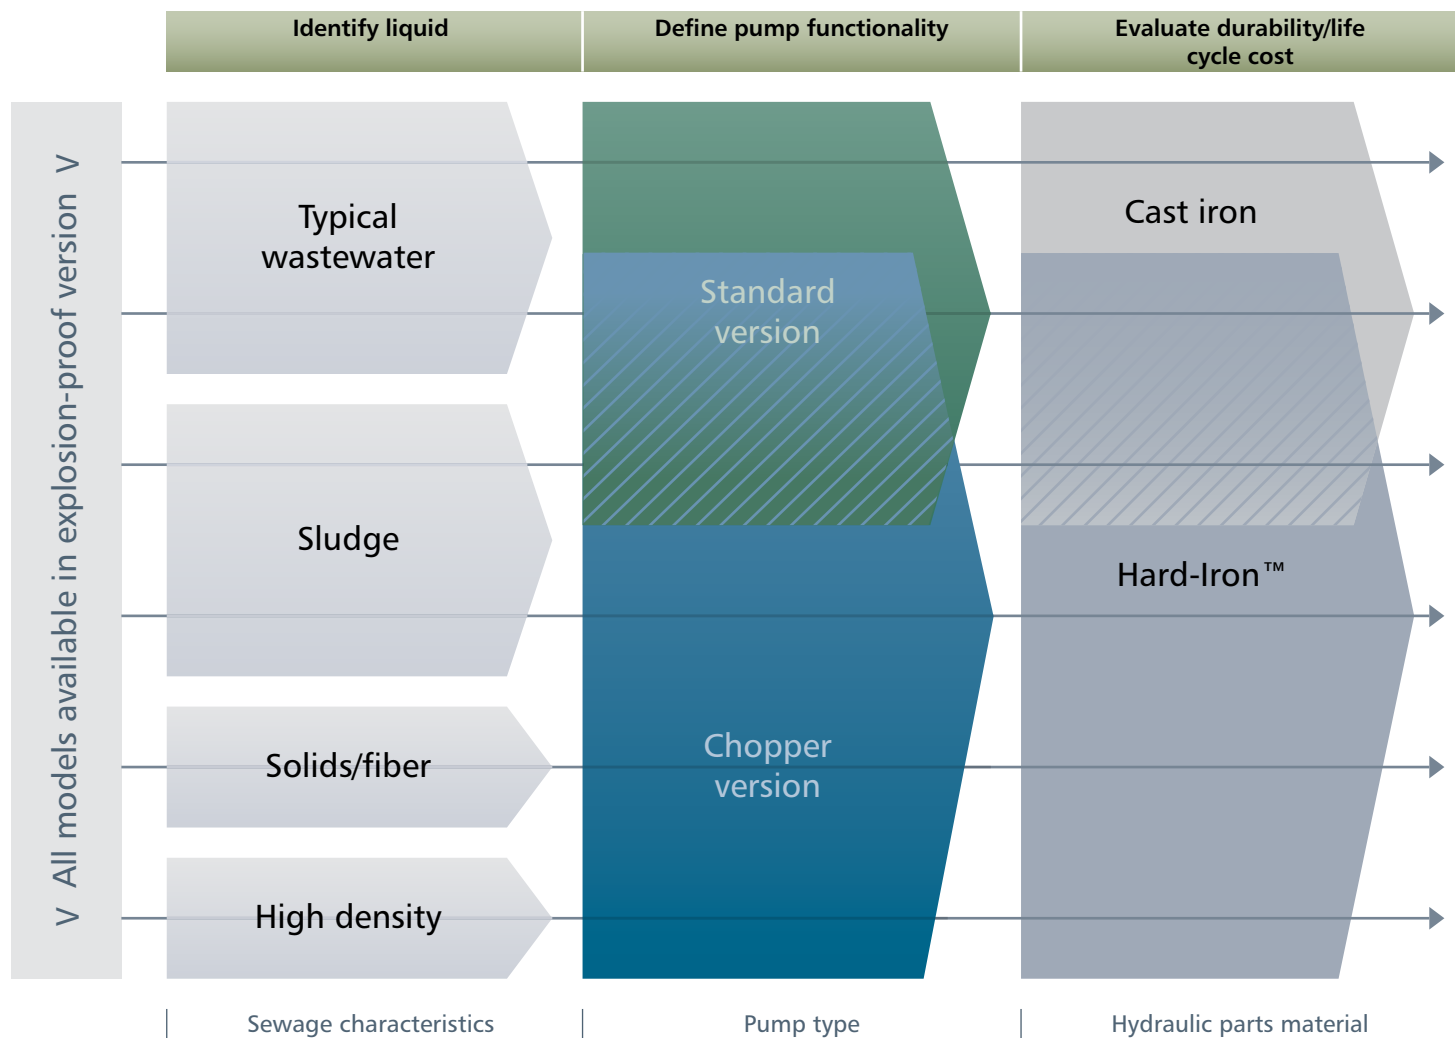 Identify liquid
Define pump functionality
Evaluate durability/life
cycle cost
< All models available in explosion-proof version >
Typical
wastewater
Sludge
Solids/fiber
High density
Standard
version
Chopper
version
Cast iron
Hard-Iron™
Sewage characteristics
Pump type
Hydraulic parts material